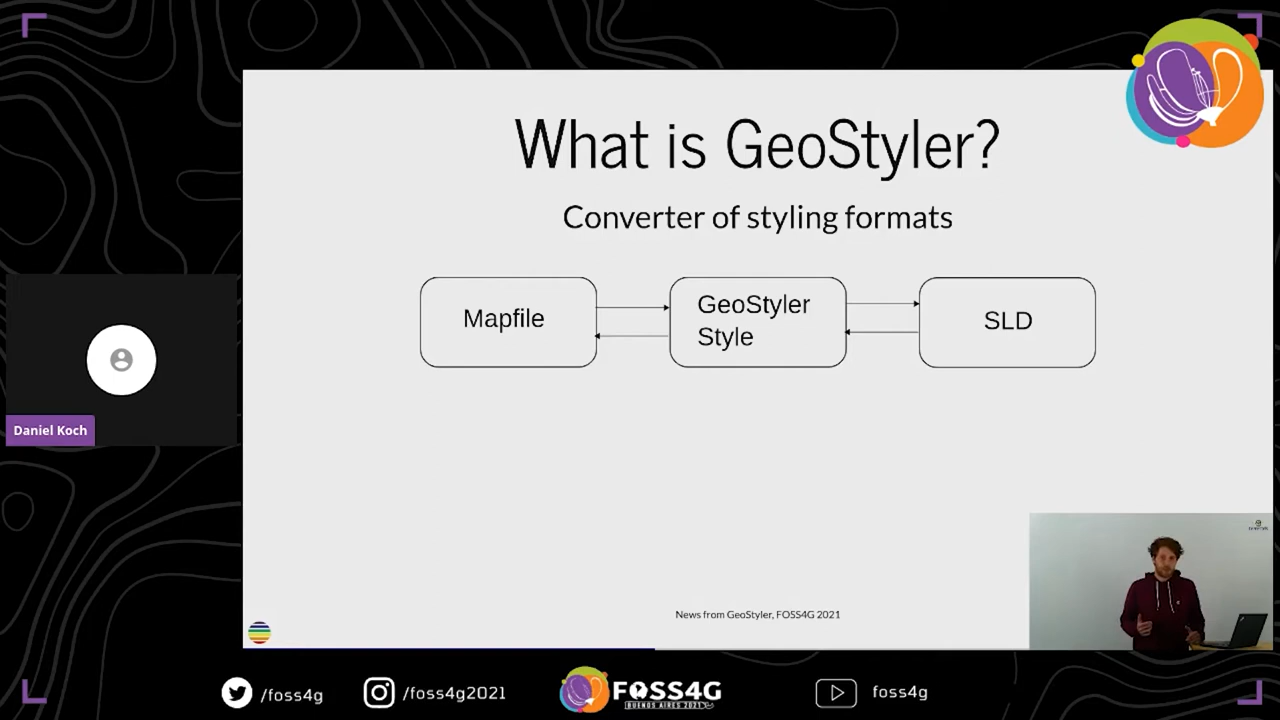 What is GeoStyler?
Converter of styling formats
Mapfile
GeoStyler
Style
SLD
Daniel Koch
News from GeoStyler, FOSS4G 2021
/foss4g
/foss4g2021
FOSS4G
BUENOS AIRES 2021
foss4g